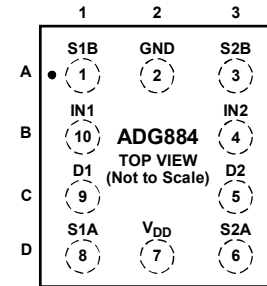 1 2 3
A S1B GND S2B
1 2 3
IN1 IN2
B 10 ADG884 4
TOP VIEW
(Not to Scale)
D1 D2
C 9 5
S1A VDD S2A
D 8 7 6